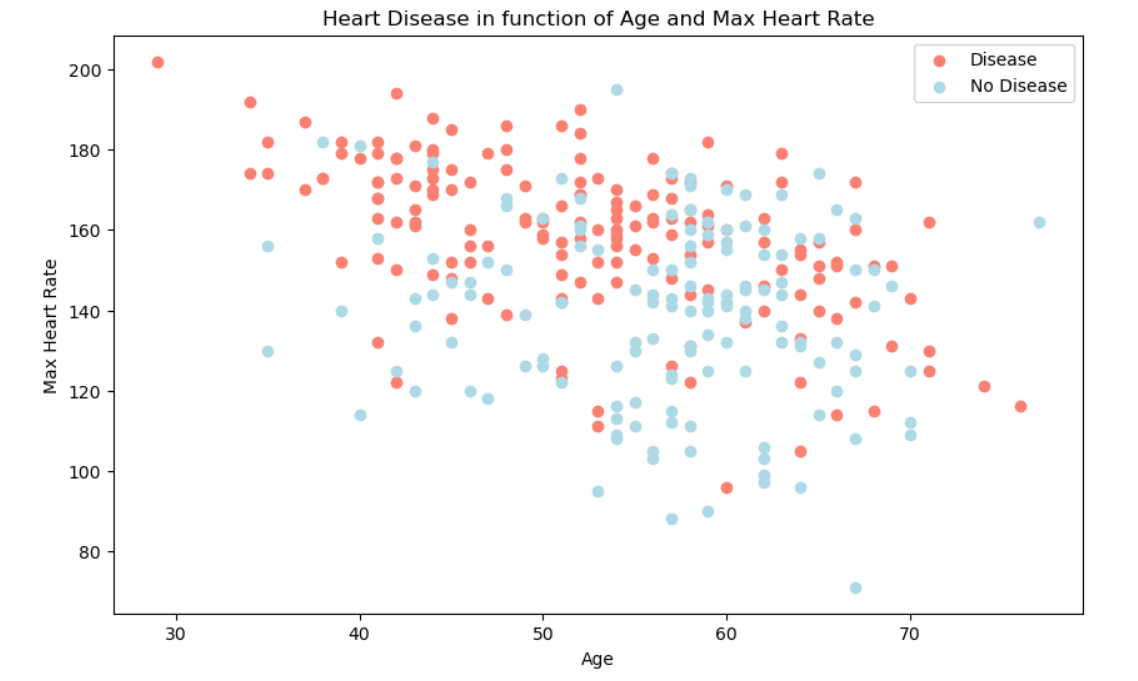 Heart Disease in function of Age and Max Heart Rate
Disease
No Disease
200
180
160
140
120
100
80
Max Heart Rate
30 40 50 60 70
Age